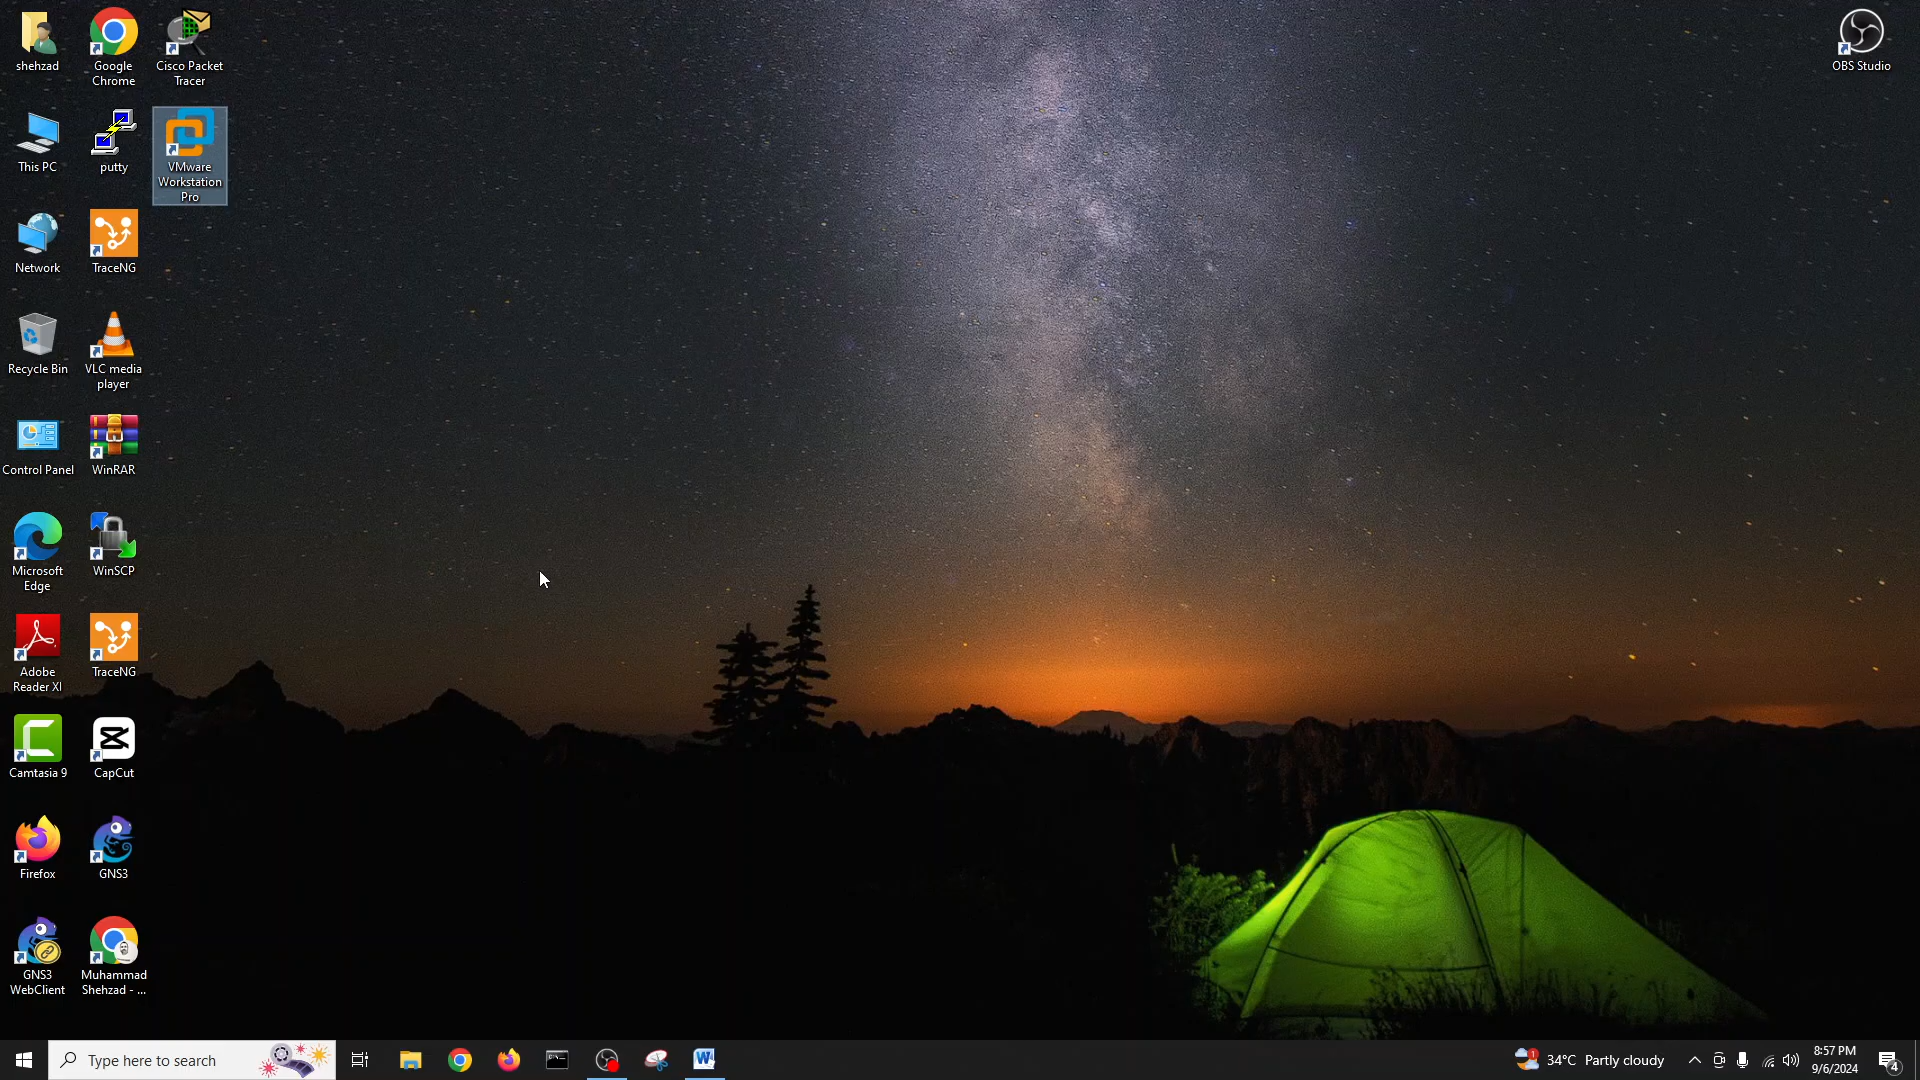 shehzad
Google
Chrome
Cisco Packet
Tracer
OBS Studio
This PC
putty
VMware
Workstation
Pro
Network
TraceNG
Recycle Bin
VLC media
player
Control Panel
WinRAR
Microsoft
Edge
WinSCP
Adobe
Reader XI
TraceNG
Camtasia 9
CapCut
Firefox
GNS3
GNS3
WebClient
Muhammad
Shehzad - ...
Type here to search
1
34°C Partly cloudy
8:57 PM
9/6/2024
4